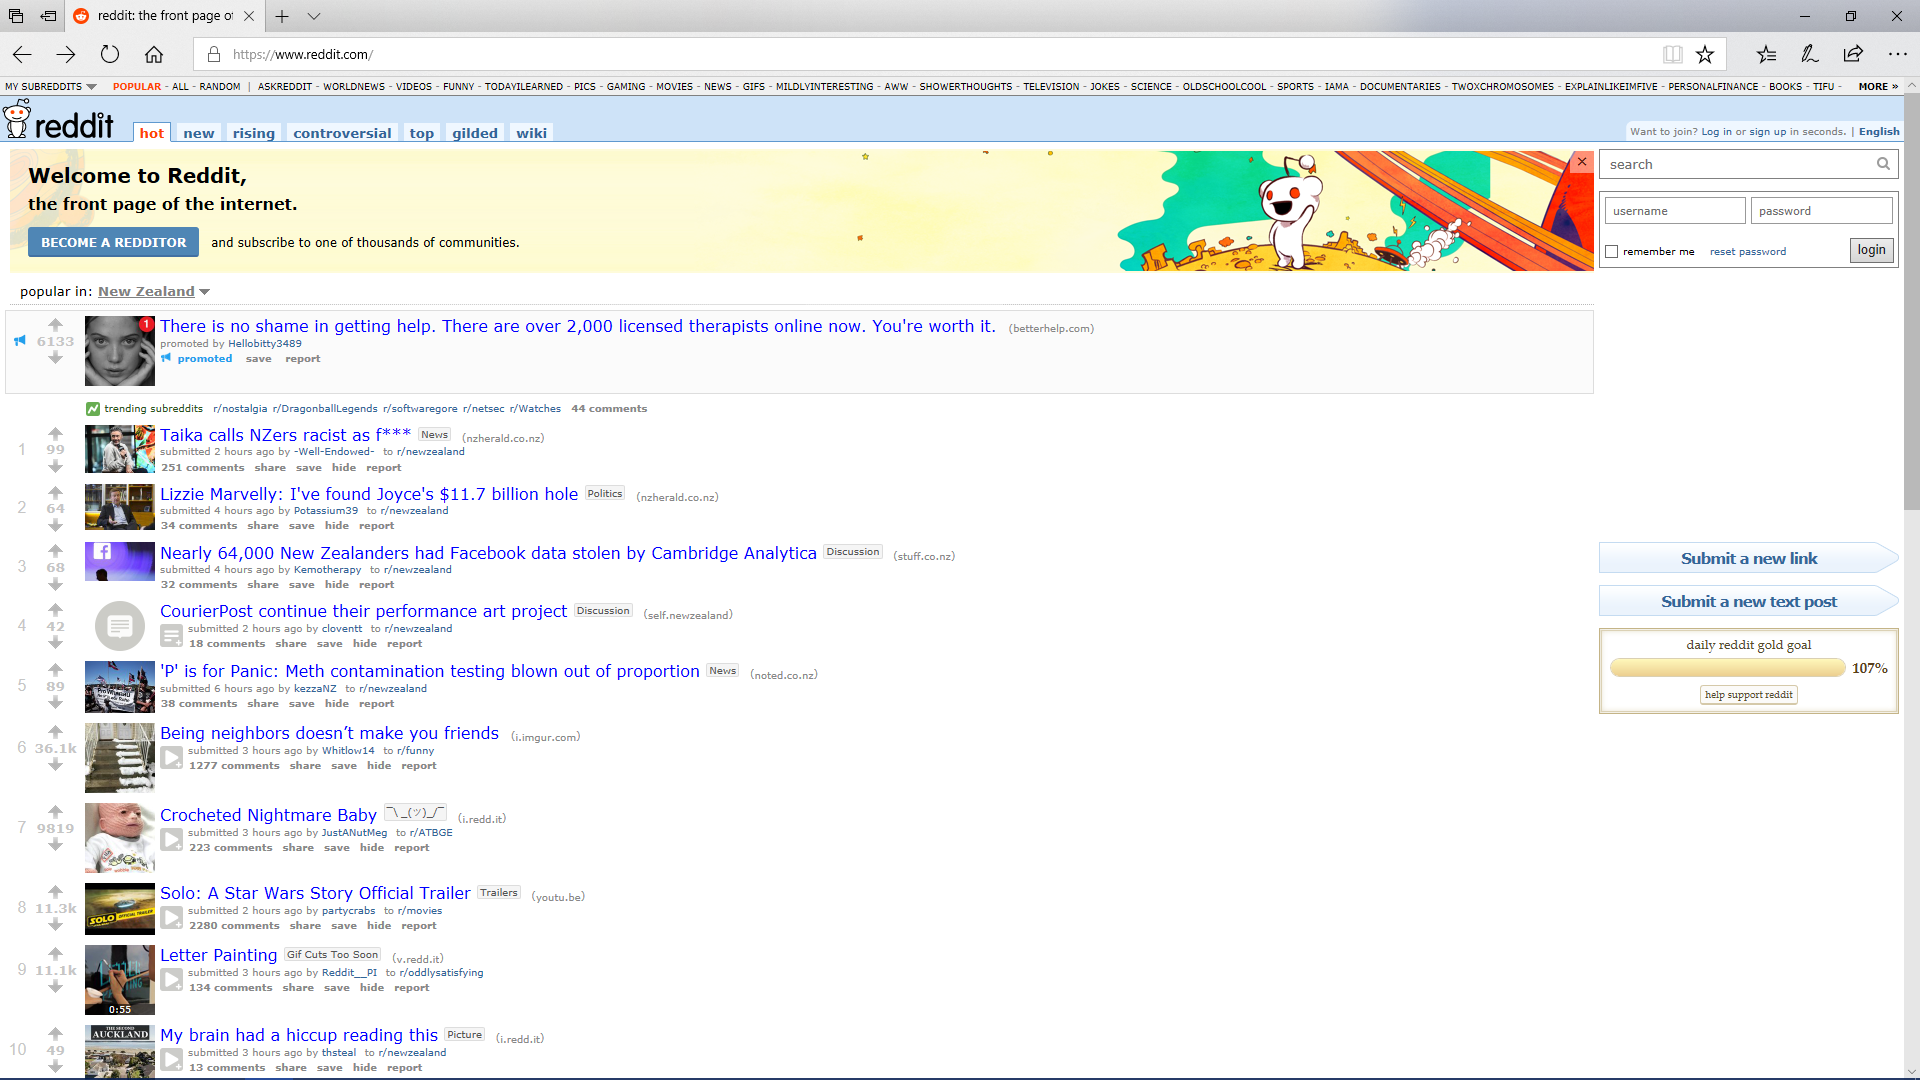 reddit: the front page of
https://www.reddit.com/
MY SUBREDDITS POPULAR - ALL - RANDOM | ASKREDDIT - WORLDNEWS - VIDEOS - FUNNY - TODAYILEARNED - PICS - GAMING - MOVIES - NEWS - GIFS - MILDLYINTERESTING - AWW - SHOWERTHOUGHTS - TELEVISION - JOKES - SCIENCE - OLDSCHOOLCOOL - SPORTS - IAMA - DOCUMENTARIES - TWOXCHROMOSOMES - EXPLAINLIKEIMFIVE - PERSONALFINANCE - BOOKS - TIFU - MORE »
reddit hot new rising controversial top gilded wiki
Want to join? Log in or sign up in seconds. | English
Welcome to Reddit,
the front page of the internet.
BECOME A REDDITOR and subscribe to one of thousands of communities.
search
username password
remember me reset password login
popular in: New Zealand
There is no shame in getting help. There are over 2,000 licensed therapists online now. You're worth it. (betterhelp.com)
6133
1
promoted by Hellobitty3489
promoted save report
trending subreddits r/nostalgia r/DragonballLegends r/softwaregore r/netsec r/Watches 44 comments
1 99 Taika calls NZers racist as f*** News (nzherald.co.nz)
submitted 2 hours ago by -Well-Endowed- to r/newzealand
251 comments share save hide report
2 64 Lizzie Marvelly: I've found Joyce's $11.7 billion hole Politics (nzherald.co.nz)
submitted 4 hours ago by Potassium39 to r/newzealand
34 comments share save hide report
3 68 Nearly 64,000 New Zealanders had Facebook data stolen by Cambridge Analytica Discussion (stuff.co.nz)
submitted 4 hours ago by Kemotherapy to r/newzealand
32 comments share save hide report
4 42 CourierPost continue their performance art project Discussion (self.newzealand)
submitted 2 hours ago by cloventt to r/newzealand
18 comments share save hide report
5 89 'P' is for Panic: Meth contamination testing blown out of proportion News (noted.co.nz)
submitted 6 hours ago by kezzaNZ to r/newzealand
38 comments share save hide report
6 36.1k Being neighbors doesn’t make you friends (i.imgur.com)
submitted 3 hours ago by Whitlow14 to r/funny
1277 comments share save hide report
7 9819 Crocheted Nightmare Baby ¯\_(ツ)_/¯ (i.redd.it)
submitted 3 hours ago by JustANutMeg to r/ATBGE
223 comments share save hide report
8 11.3k Solo: A Star Wars Story Official Trailer Trailers (youtu.be)
SOLO OFFICIAL TRAILER
submitted 2 hours ago by partycrabs to r/movies
2280 comments share save hide report
9 11.1k Letter Painting Gif Cuts Too Soon (v.redd.it)
submitted 3 hours ago by Reddit__PI to r/oddlysatisfying
134 comments share save hide report
0:55
10 49 My brain had a hiccup reading this Picture (i.redd.it)
THE SECOND
AUCKLAND
submitted 3 hours ago by thsteal to r/newzealand
13 comments share save hide report
Submit a new link
Submit a new text post
daily reddit gold goal
107%
help support reddit